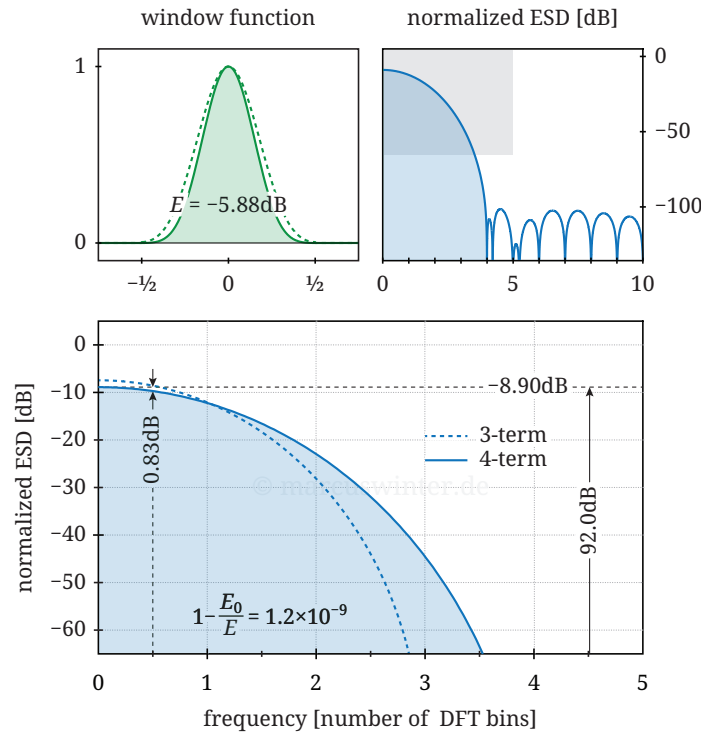 window function
normalized ESD [dB]
1
0
E = −5.88dB
−½
0
½
0
−50
−100
0
5
10
normalized ESD [dB]
0
−10
−20
−30
−40
−50
−60
−8.90dB
0.83dB
3-term
4-term
© marcelwinter.de
92.0dB
1−E₀/E = 1.2×10⁻⁹
0
1
2
3
4
5
frequency [number of DFT bins]